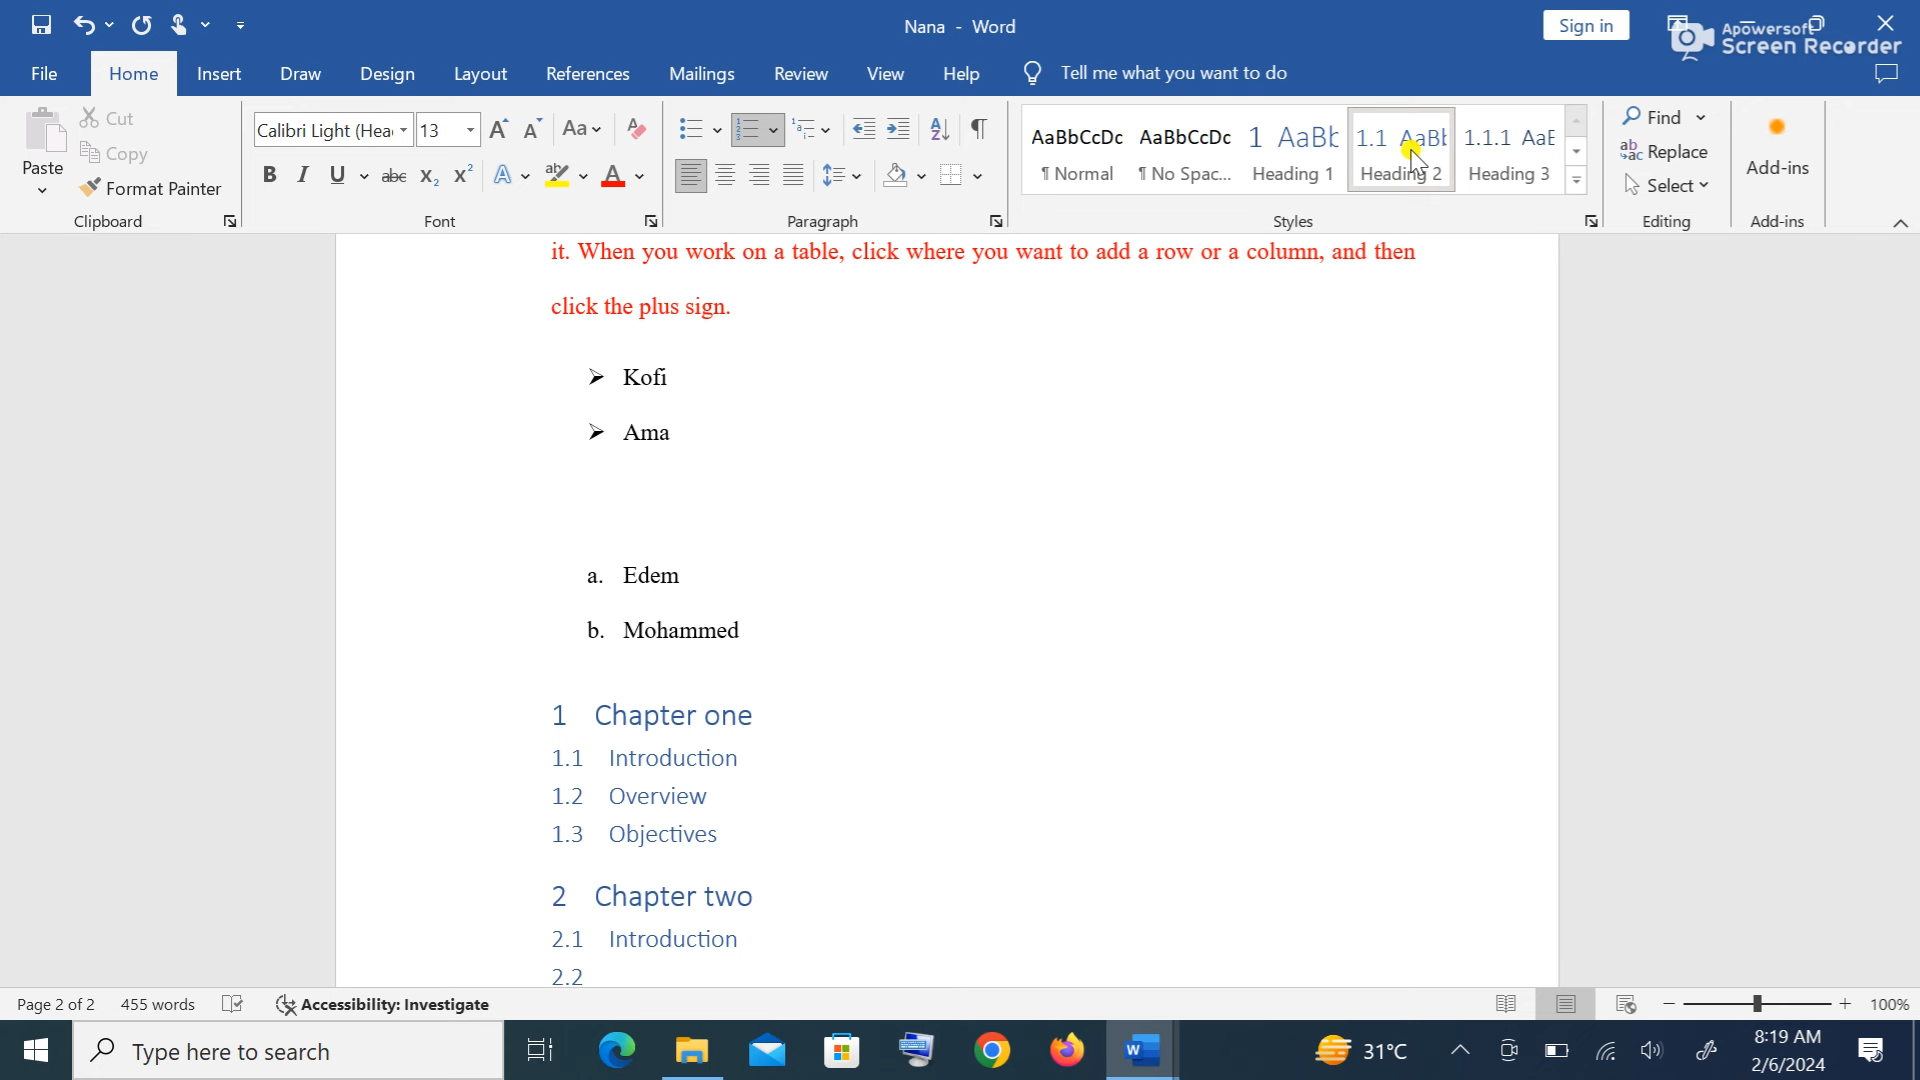 Nana - Word
Sign in
Apowersoft
Screen Recorder
File Home Insert Draw Design Layout References Mailings Review View Help Tell me what you want to do
Paste
Cut
Copy
Format Painter
Clipboard
Calibri Light (Hea 13
Font
Paragraph
AaBbCcDc AaBbCcDc 1 AaBb 1.1 AaBb 1.1.1 AaB
¶ Normal ¶ No Spac... Heading 1 Heading 2 Heading 3
Styles
Find
Replace
Select
Editing
Add-ins
Add-ins
it. When you work on a table, click where you want to add a row or a column, and then
click the plus sign.
➢ Kofi
➢ Ama
a. Edem
b. Mohammed
1 Chapter one
1.1 Introduction
1.2 Overview
1.3 Objectives
2 Chapter two
2.1 Introduction
2.2
Page 2 of 2 455 words Accessibility: Investigate 100%
Type here to search
31°C
8:19 AM
2/6/2024